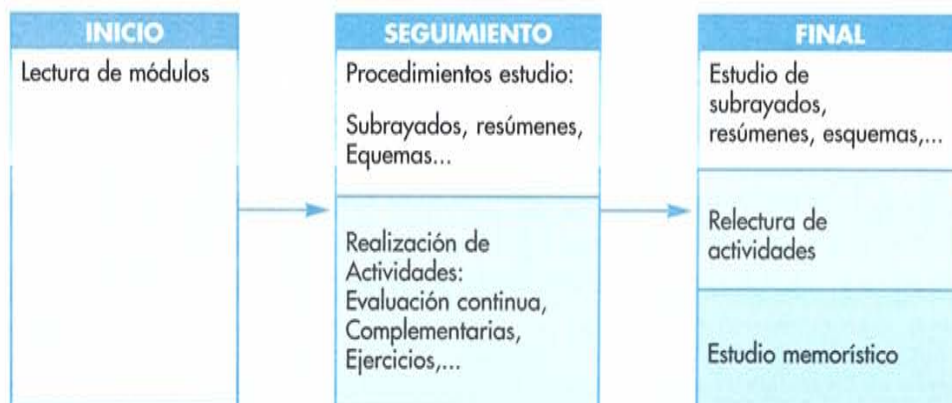 INICIO
Lectura de módulos
SEGUIMIENTO
Procedimientos estudio:
Subrayados, resúmenes,
Equemas...
Realización de
Actividades:
Evaluación continua,
Complementarias,
Ejercicios,...
FINAL
Estudio de
subrayados,
resúmenes, esquemas,...
Relectura de
actividades
Estudio memorístico